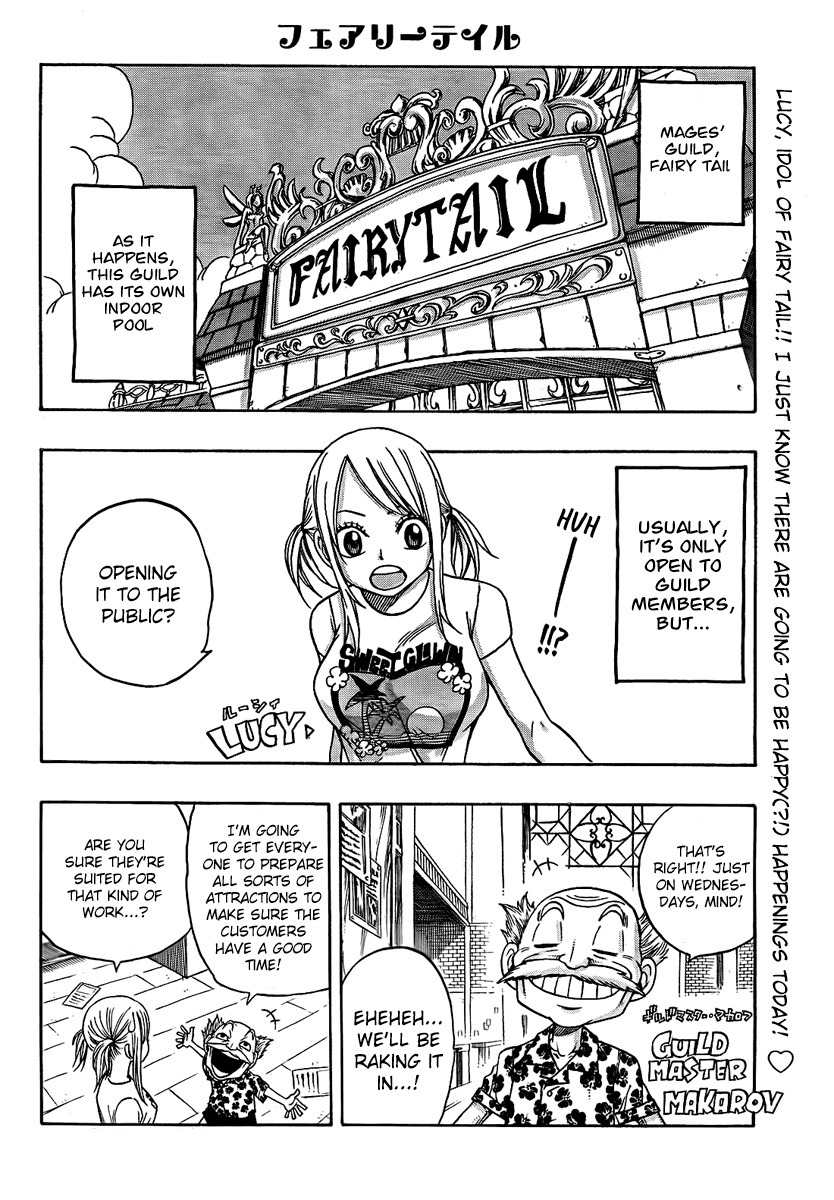 フェアリーテイル
LUCY, IDOL OF FAIRY TAIL!! I JUST KNOW THERE ARE GOING TO BE HAPPY(?!) HAPPENINGS TODAY! ♡
MAGES'
GUILD,
FAIRY TAIL
FAIRY TAIL
AS IT
HAPPENS,
THIS GUILD
HAS ITS OWN
INDOOR
POOL
USUALLY,
IT'S ONLY
OPEN TO
GUILD
MEMBERS,
BUT...
HUH
!!?
OPENING
IT TO THE
PUBLIC?
SWEET GLAWN
ルーシィ
LUCY
THAT'S
RIGHT!! JUST
ON WEDNES-
DAYS, MIND!
EHEHEH...
WE'LL BE
RAKING IT
IN...!
ギルドマスター・マカロフ
GUILD
MASTER
MAKAROV
I'M GOING
TO GET EVERY-
ONE TO PREPARE
ALL SORTS OF
ATTRACTIONS TO
MAKE SURE THE
CUSTOMERS
HAVE A GOOD
TIME!
ARE YOU
SURE THEY'RE
SUITED FOR
THAT KIND OF
WORK...?